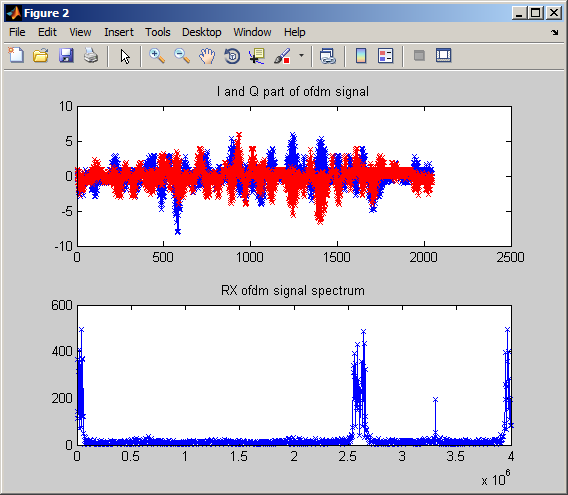 Figure 2
File Edit View Insert Tools Desktop Window Help
I and Q part of ofdm signal
10
5
0
-5
-10
0 500 1000 1500 2000 2500
RX ofdm signal spectrum
600
400
200
0
0 0.5 1 1.5 2 2.5 3 3.5 4
x 10^6